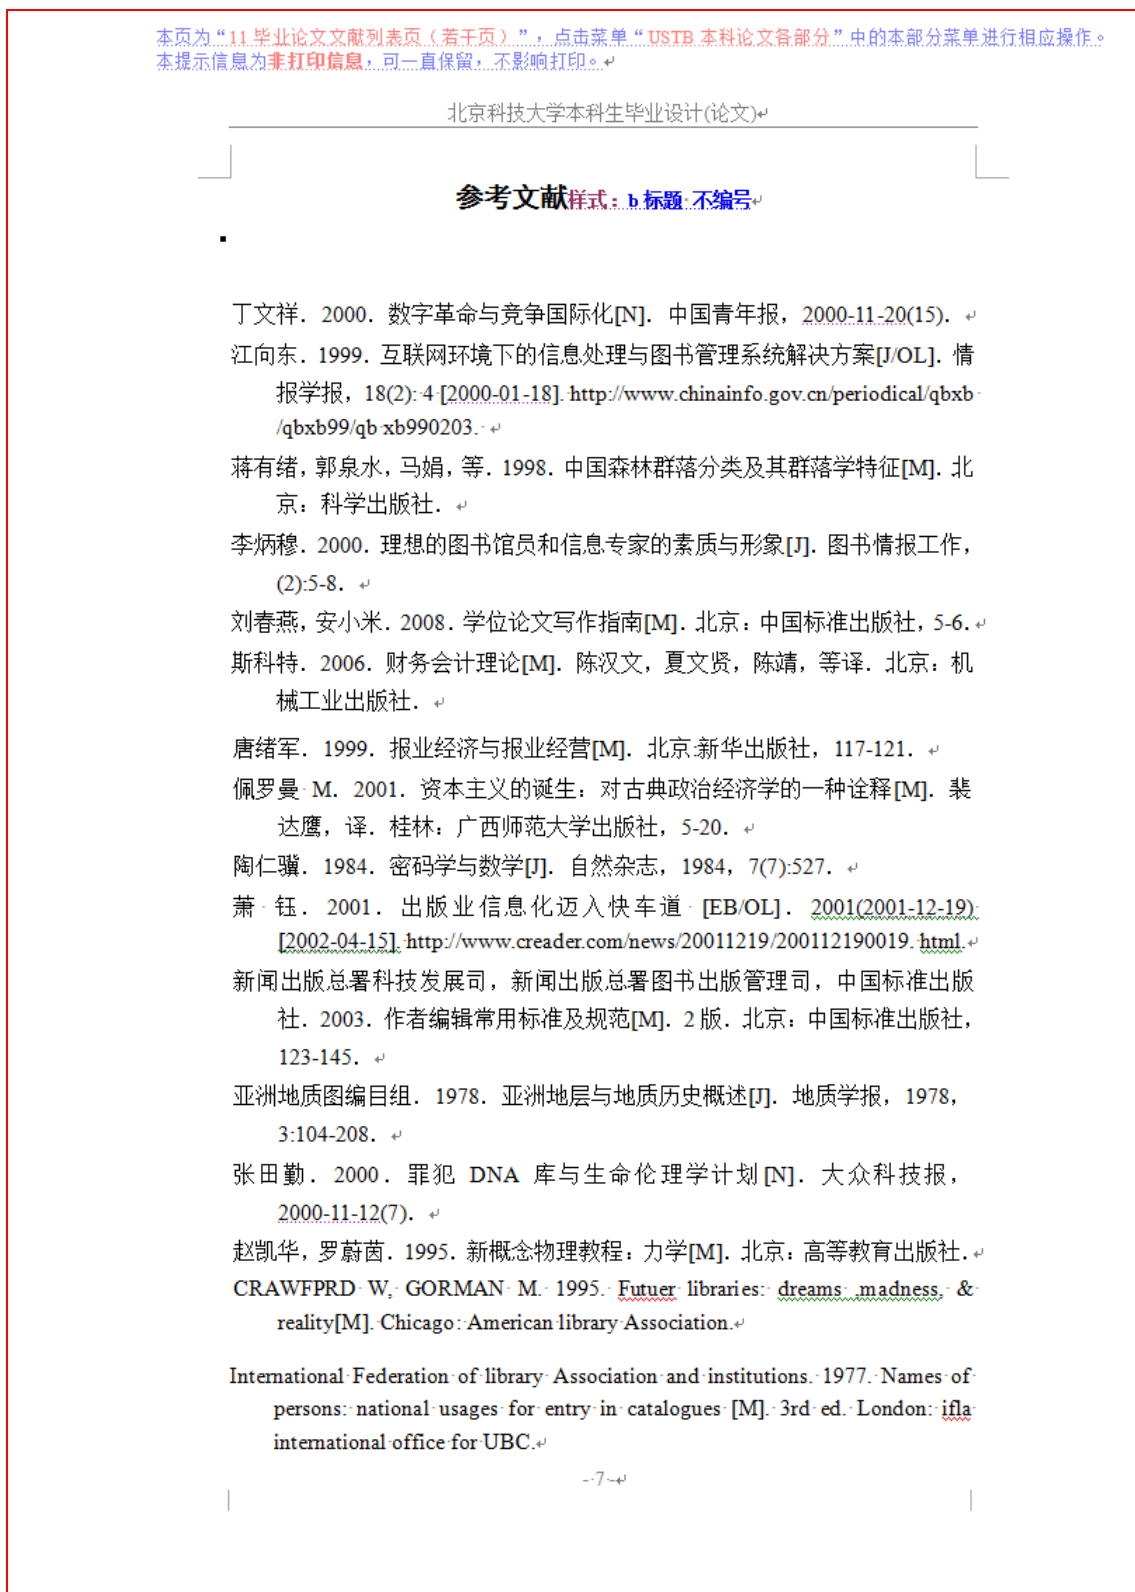 本页为“11 毕业论文文献列表页（若干页）”，点击菜单“USTB 本科论文各部分”中的本部分菜单进行相应操作。
本提示信息为非打印信息，可一直保留，不影响打印。
北京科技大学本科生毕业设计(论文)
参考文献样式：b 标题 不编号
丁文祥．2000．数字革命与竞争国际化[N]．中国青年报，2000-11-20(15)．
江向东．1999．互联网环境下的信息处理与图书管理系统解决方案[J/OL]．情
报学报，18(2): 4 [2000-01-18]. http://www.chinainfo.gov.cn/periodical/qbxb
/qbxb99/qb xb990203.
蒋有绪，郭泉水，马娟，等．1998．中国森林群落分类及其群落学特征[M]．北
京：科学出版社．
李炳穆．2000．理想的图书馆员和信息专家的素质与形象[J]．图书情报工作，
(2):5-8．
刘春燕，安小米．2008．学位论文写作指南[M]．北京：中国标准出版社，5-6．
斯科特．2006．财务会计理论[M]．陈汉文，夏文贤，陈靖，等译．北京：机
械工业出版社．
唐绪军．1999．报业经济与报业经营[M]．北京:新华出版社，117-121．
佩罗曼 M．2001．资本主义的诞生：对古典政治经济学的一种诠释[M]．裴
达鹰，译．桂林：广西师范大学出版社，5-20．
陶仁骥．1984．密码学与数学[J]．自然杂志，1984，7(7):527．
萧 钰．2001．出版业信息化迈入快车道 [EB/OL]．2001(2001-12-19)
[2002-04-15]. http://www.creader.com/news/20011219/200112190019. html.
新闻出版总署科技发展司，新闻出版总署图书出版管理司，中国标准出版
社．2003．作者编辑常用标准及规范[M]．2 版．北京：中国标准出版社，
123-145．
亚洲地质图编目组．1978．亚洲地层与地质历史概述[J]．地质学报，1978，
3:104-208．
张田勤．2000．罪犯 DNA 库与生命伦理学计划[N]．大众科技报，
2000-11-12(7)．
赵凯华，罗蔚茵．1995．新概念物理教程：力学[M]．北京：高等教育出版社．
CRAWFPRD W, GORMAN M. 1995. Futuer libraries: dreams ,madness, &
reality[M]. Chicago: American library Association.
International Federation of library Association and institutions. 1977. Names of
persons: national usages for entry in catalogues [M]. 3rd ed. London: ifla
international office for UBC.
- 7 -